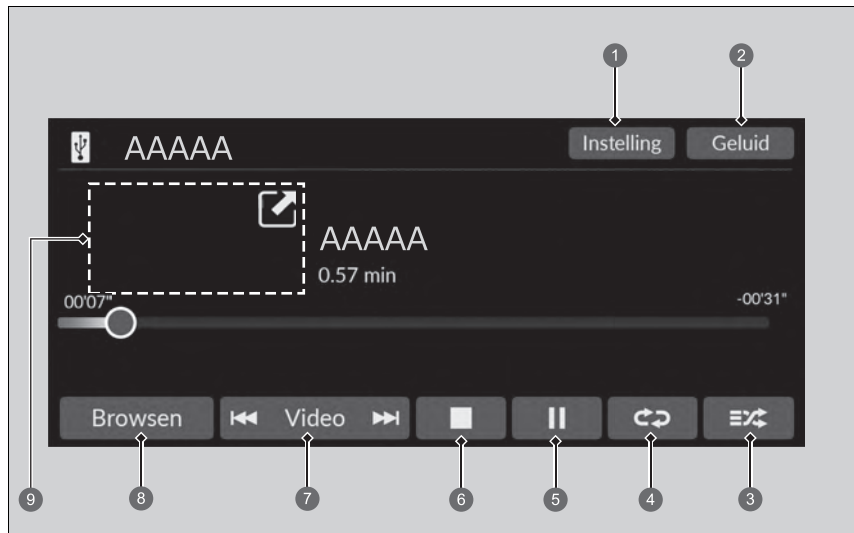 1 2
AAAAA Instelling Geluid
AAAAA
0.57 min
00'07" -00'31"
Browsen Video
9 8 7 6 5 4 3